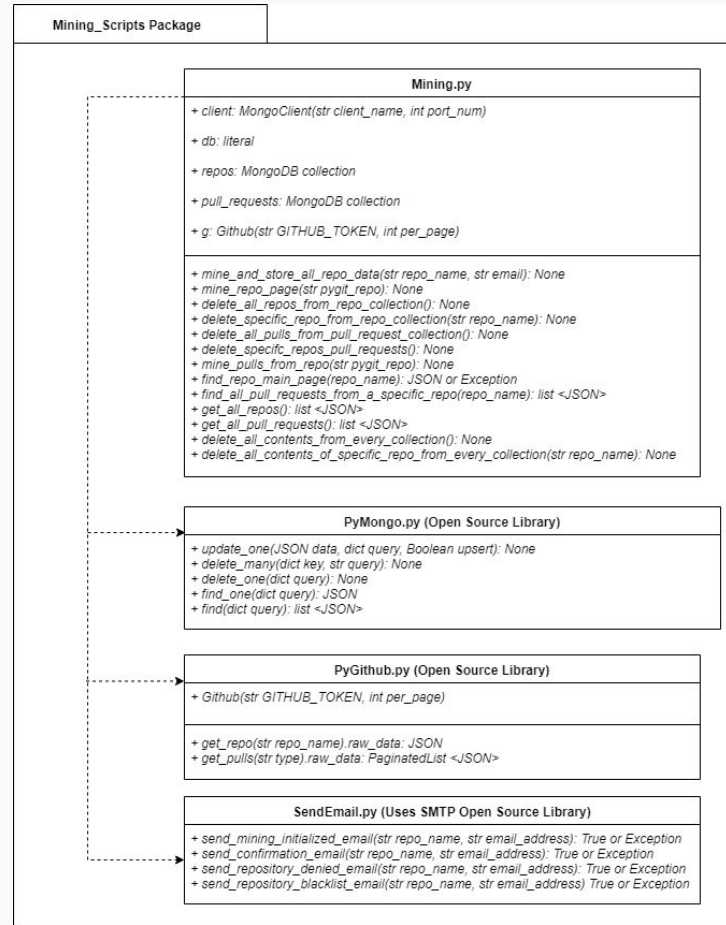 Mining_Scripts Package
Mining.py
+ client: MongoClient(str client_name, int port_num)
+ db: literal
+ repos: MongoDB collection
+ pull_requests: MongoDB collection
+ g: Github(str GITHUB_TOKEN, int per_page)
+ mine_and_store_all_repo_data(str repo_name, str email): None
+ mine_repo_page(str pygit_repo): None
+ delete_all_repos_from_repo_collection(): None
+ delete_specific_repo_from_repo_collection(str repo_name): None
+ delete_all_pulls_from_pull_request_collection(): None
+ delete_specifc_repos_pull_requests(): None
+ mine_pulls_from_repo(str pygit_repo): None
+ find_repo_main_page(repo_name): JSON or Exception
+ find_all_pull_requests_from_a_specific_repo(repo_name): list <JSON>
+ get_all_repos(): list <JSON>
+ get_all_pull_requests(): list <JSON>
+ delete_all_contents_from_every_collection(): None
+ delete_all_contents_of_specific_repo_from_every_collection(str repo_name): None
PyMongo.py (Open Source Library)
+ update_one(JSON data, dict query, Boolean upsert): None
+ delete_many(dict key, str query): None
+ delete_one(dict query): None
+ find_one(dict query): JSON
+ find(dict query): list <JSON>
PyGithub.py (Open Source Library)
+ Github(str GITHUB_TOKEN, int per_page)
+ get_repo(str repo_name).raw_data: JSON
+ get_pulls(str type).raw_data: PaginatedList <JSON>
SendEmail.py (Uses SMTP Open Source Library)
+ send_mining_initialized_email(str repo_name, str email_address): True or Exception
+ send_confirmation_email(str repo_name, str email_address): True or Exception
+ send_repository_denied_email(str repo_name, str email_address): True or Exception
+ send_repository_blacklist_email(str repo_name, str email_address) True or Exception